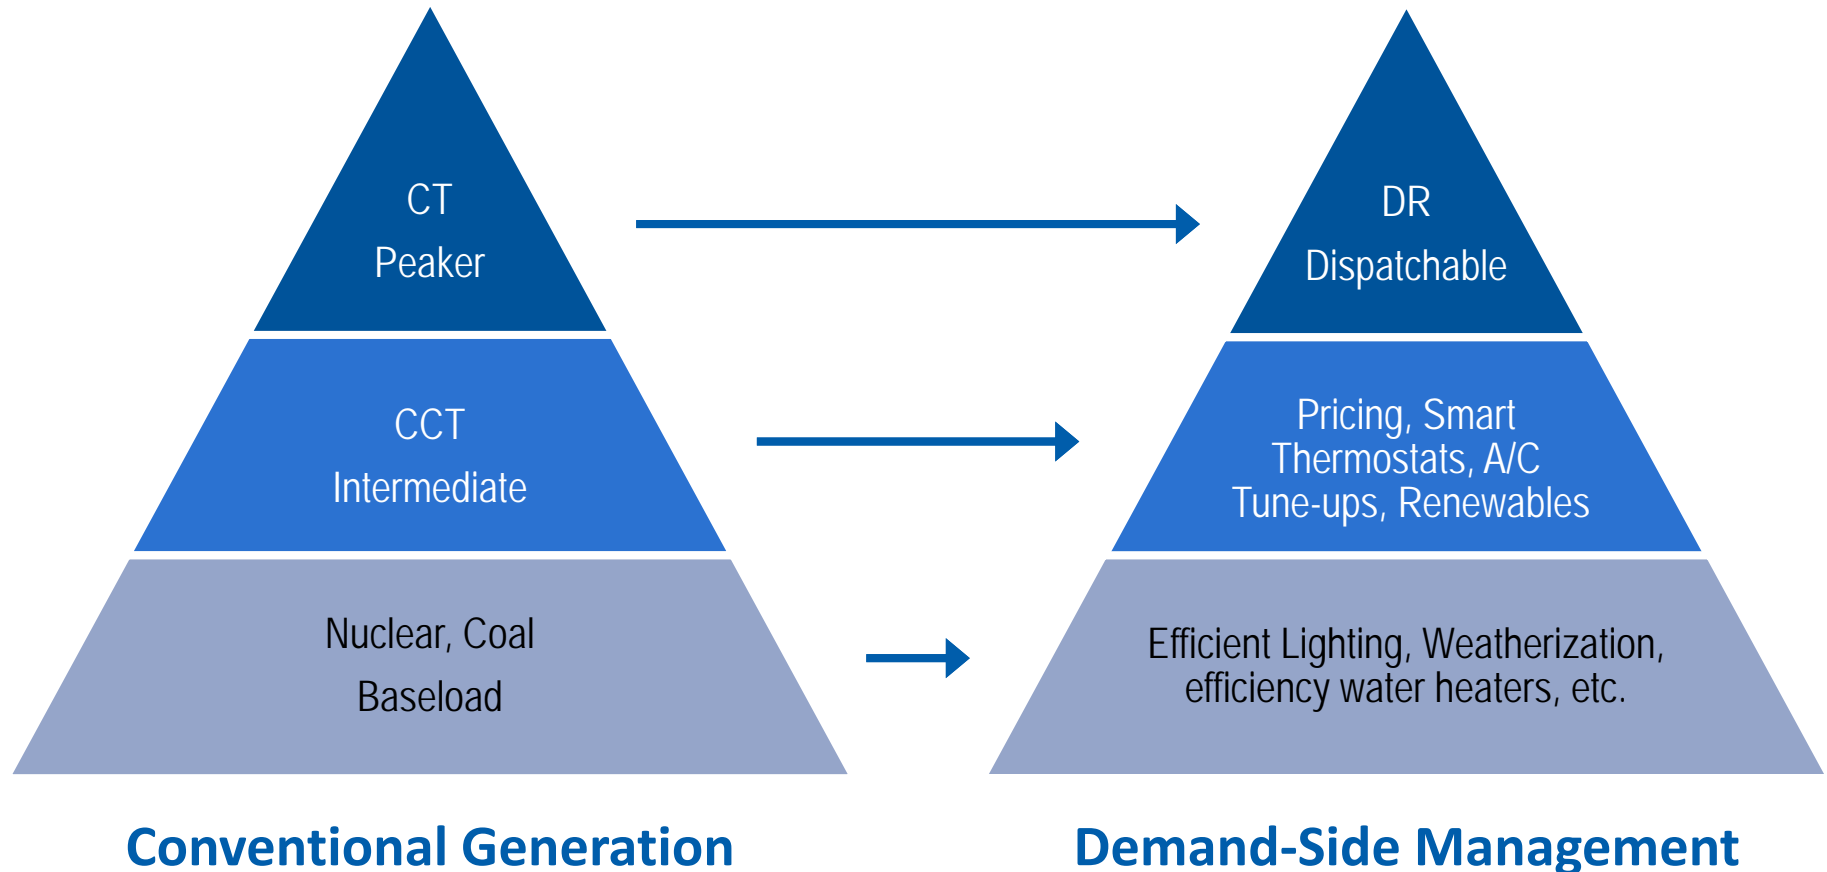 CT
Peaker
DR
Dispatchable
CCT
Intermediate
Pricing, Smart
Thermostats, A/C
Tune-ups, Renewables
Nuclear, Coal
Baseload
Efficient Lighting, Weatherization,
efficiency water heaters, etc.
Conventional Generation
Demand-Side Management